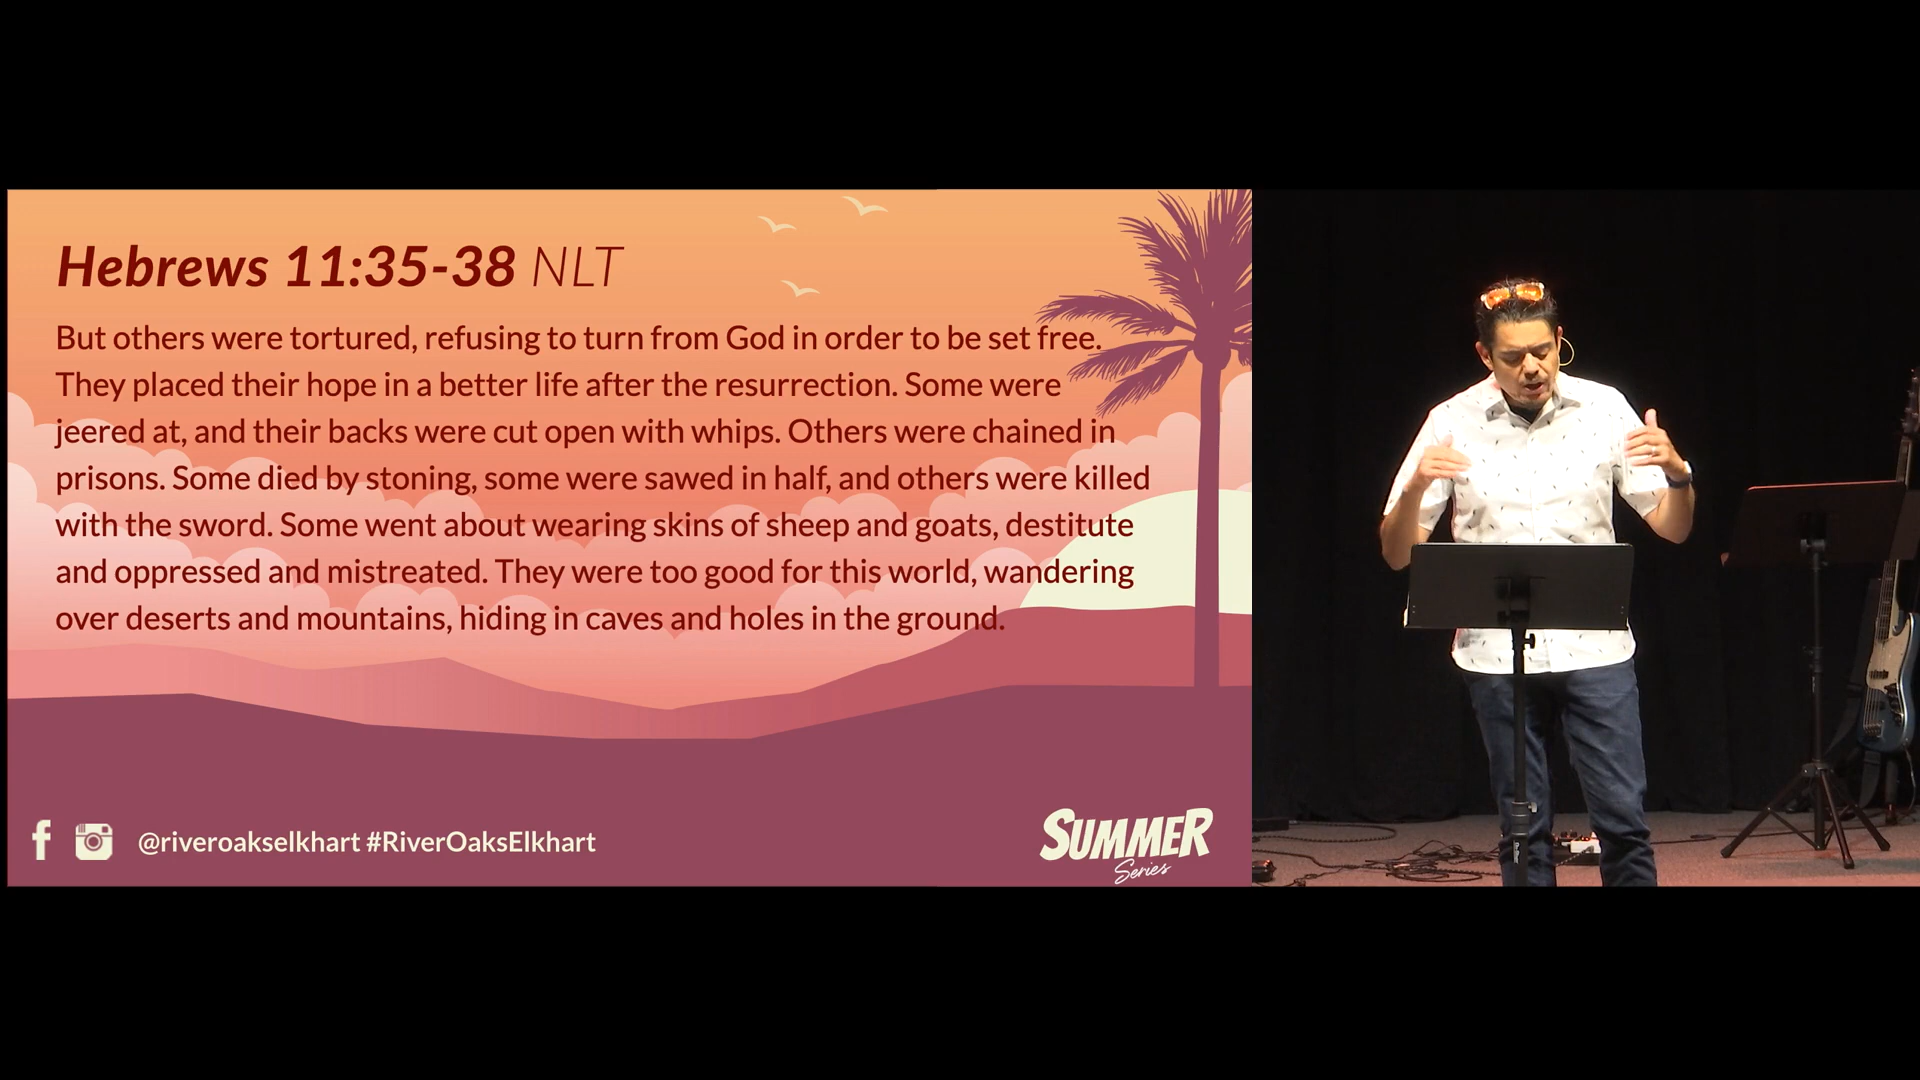 Hebrews 11:35-38 NLT
But others were tortured, refusing to turn from God in order to be set free.
They placed their hope in a better life after the resurrection. Some were
jeered at, and their backs were cut open with whips. Others were chained in
prisons. Some died by stoning, some were sawed in half, and others were killed
with the sword. Some went about wearing skins of sheep and goats, destitute
and oppressed and mistreated. They were too good for this world, wandering
over deserts and mountains, hiding in caves and holes in the ground.
@riveroakselkhart #RiverOaksElkhart
SUMMER
Series